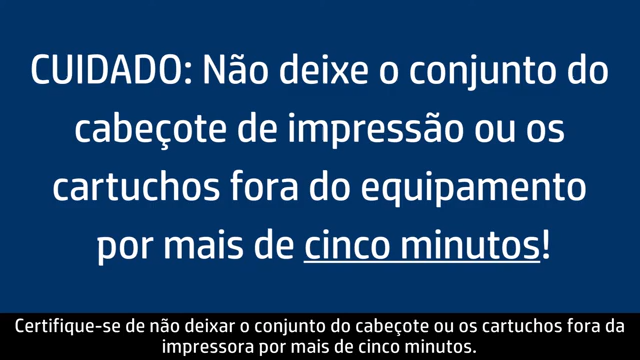 CUIDADO: Não deixe o conjunto do
cabeçote de impressão ou os
cartuchos fora do equipamento
por mais de cinco minutos!
Certifique-se de não deixar o conjunto do cabeçote ou os cartuchos fora da
impressora por mais de cinco minutos.